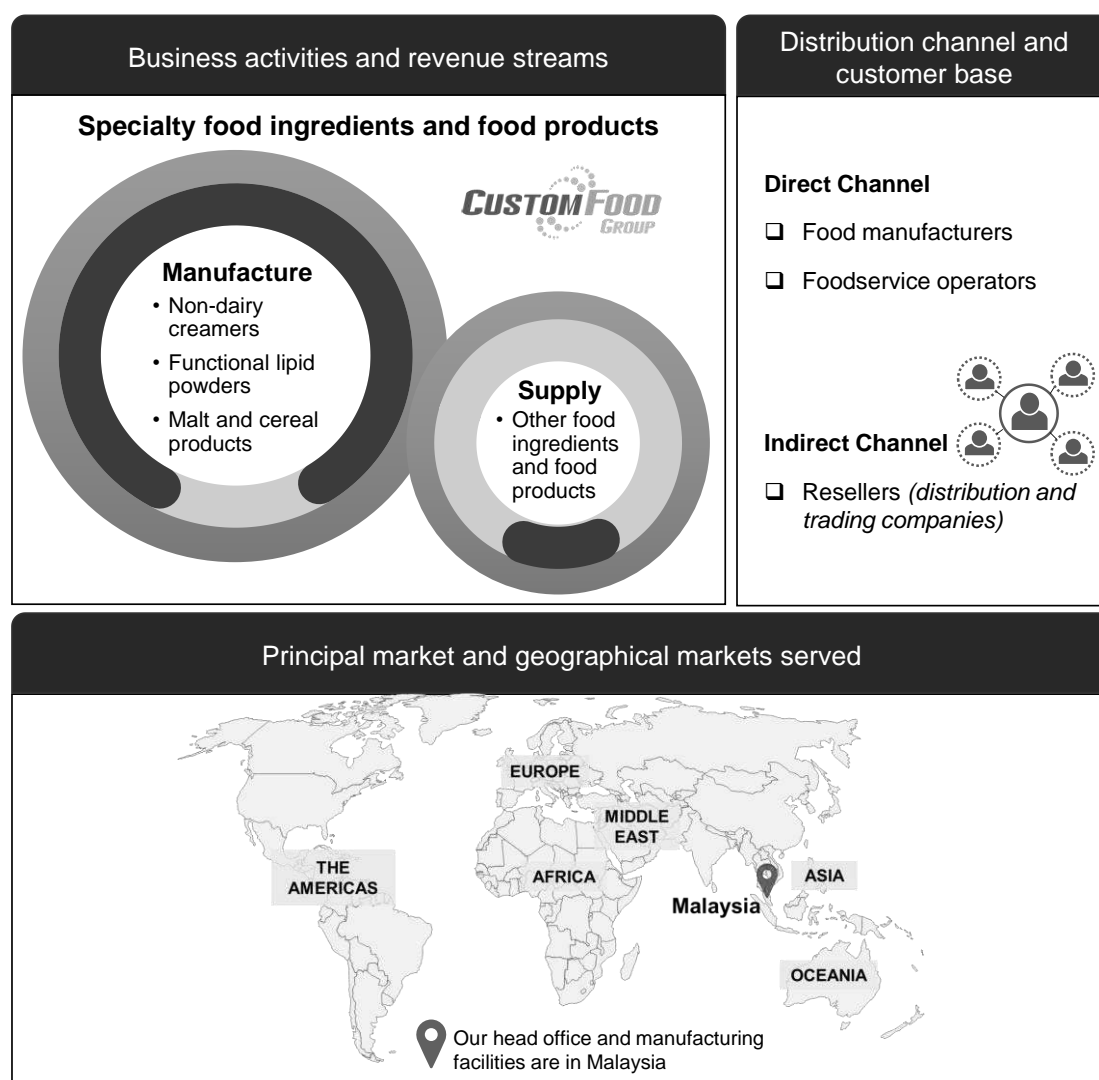 Business activities and revenue streams
Specialty food ingredients and food products
CUSTOM FOOD
GROUP
Manufacture
• Non-dairy
creamers
• Functional lipid
powders
• Malt and cereal
products
Supply
• Other food
ingredients
and food
products
Distribution channel and
customer base
Direct Channel
❑ Food manufacturers
❑ Foodservice operators
Indirect Channel
❑ Resellers (distribution and
trading companies)
Principal market and geographical markets served
EUROPE
MIDDLE
EAST
THE
AMERICAS
AFRICA
ASIA
Malaysia
OCEANIA
Our head office and manufacturing
facilities are in Malaysia